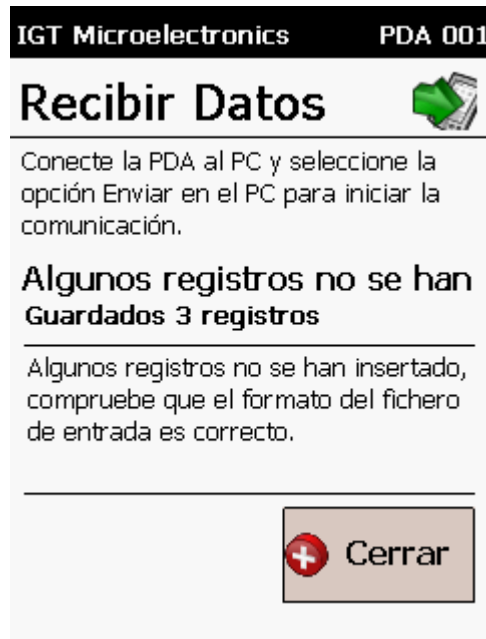 IGT Microelectronics PDA 001
Recibir Datos
Conecte la PDA al PC y seleccione la
opción Enviar en el PC para iniciar la
comunicación.
Algunos registros no se han
Guardados 3 registros
Algunos registros no se han insertado,
compruebe que el formato del fichero
de entrada es correcto.
Cerrar